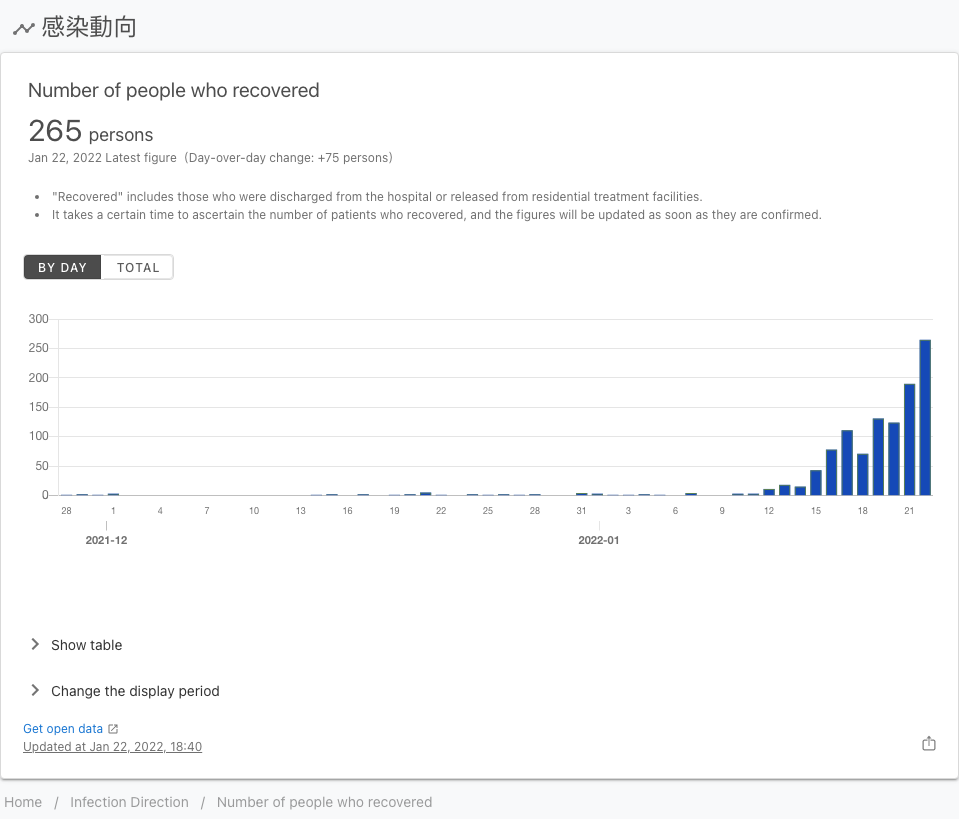 感染動向
Number of people who recovered
265 persons
Jan 22, 2022 Latest figure (Day-over-day change: +75 persons)
"Recovered" includes those who were discharged from the hospital or released from residential treatment facilities.
It takes a certain time to ascertain the number of patients who recovered, and the figures will be updated as soon as they are confirmed.
BY DAY TOTAL
300
250
200
150
100
50
0
28 1 4 7 10 13 16 19 22 25 28 31 3 6 9 12 15 18 21
2021-12 2022-01
Show table
Change the display period
Get open data
Updated at Jan 22, 2022, 18:40
Home / Infection Direction / Number of people who recovered